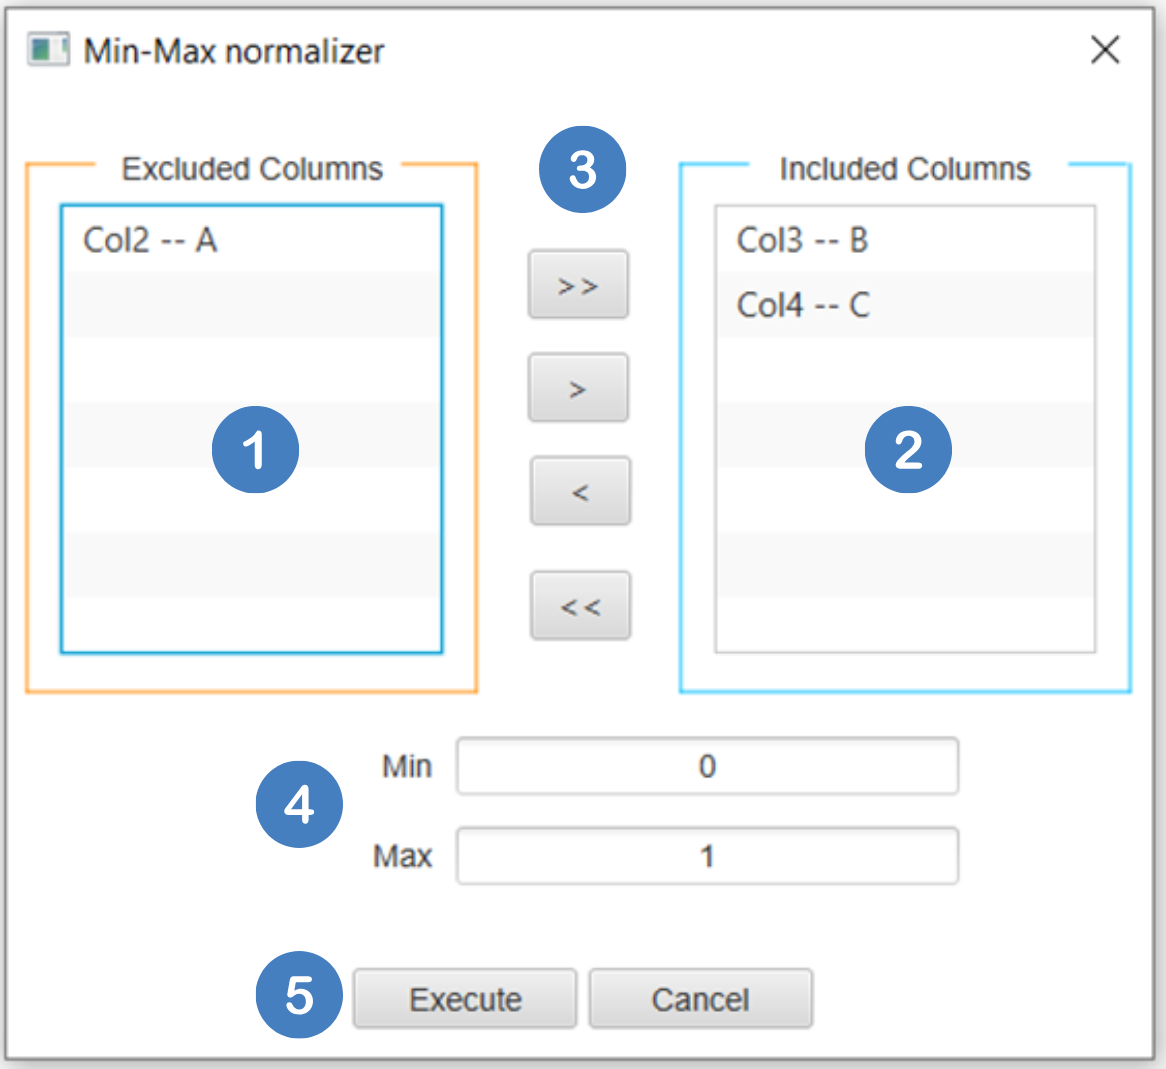 Min-Max normalizer
3
Excluded Columns
Included Columns
Col2 -- A
Col3 -- B
Col4 -- C
>>
>
<
<<
1
2
Min
0
4
Max
1
5
Execute
Cancel